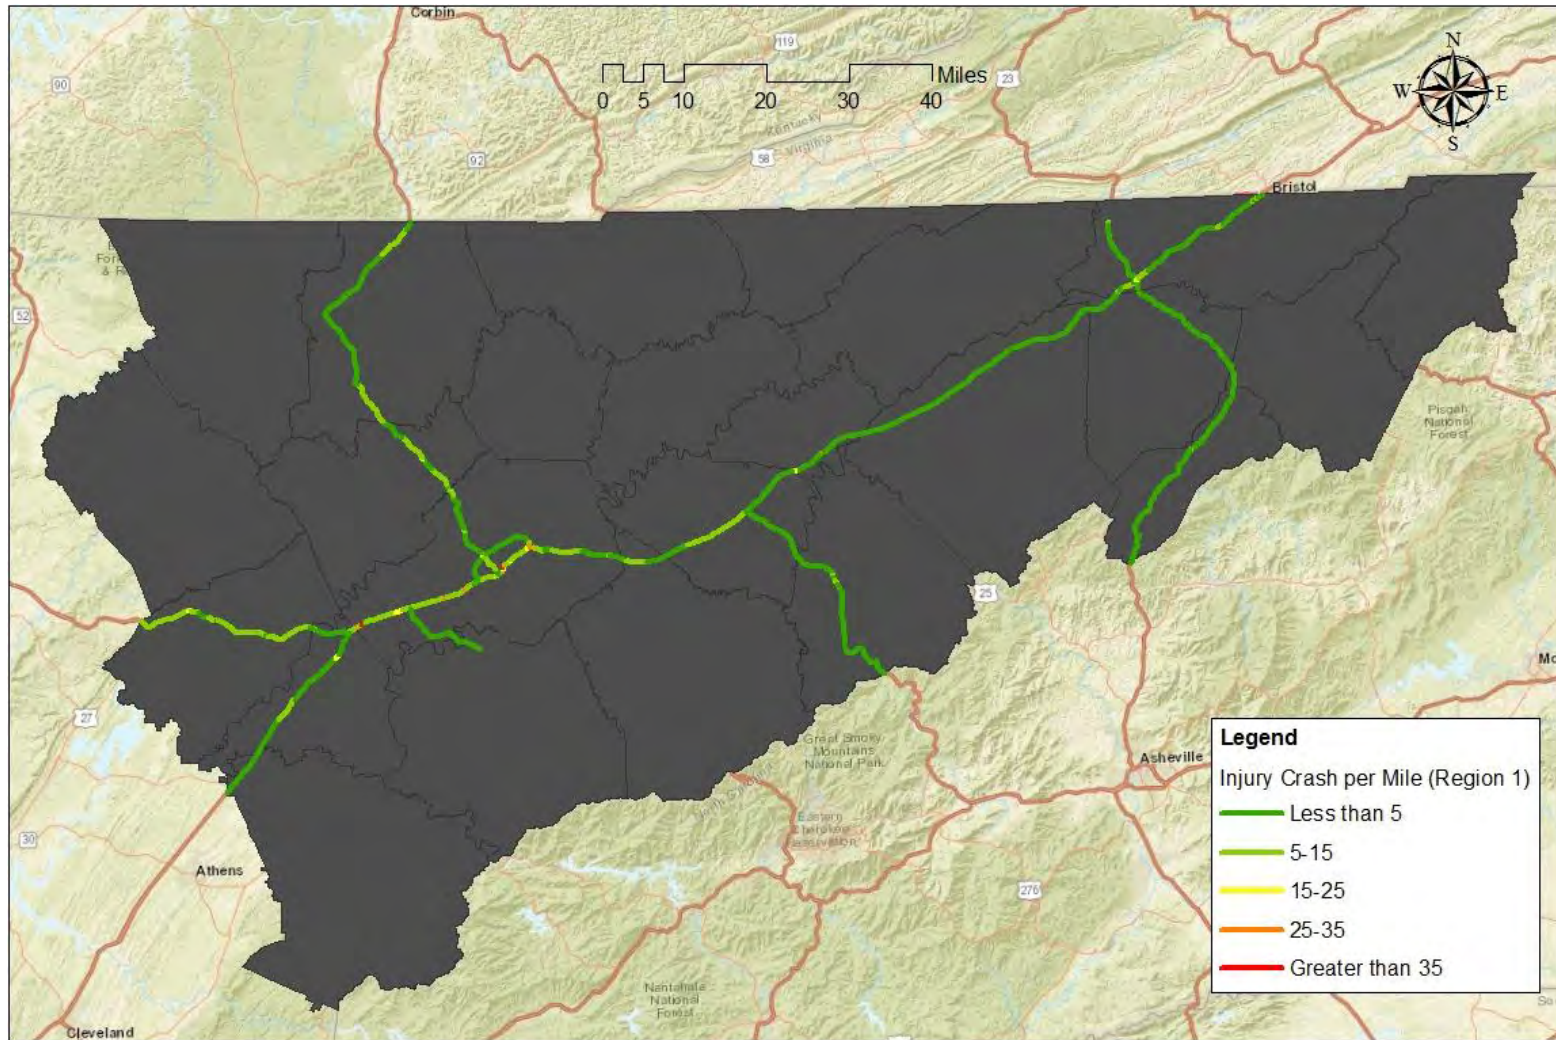 Corbin
119
90
Miles
0 5 10 20 30 40
23
N
W E
S
Kentucky
Virginia
92
58
Bristol
52
Pisgah
National
Forest
25
27
Great Smoky
Mountains
National Park
Asheville
Eastern
Cherokee
Reservation
30
Athens
276
Nantahala
National
Forest
Cleveland
Legend
Injury Crash per Mile (Region 1)
Less than 5
5-15
15-25
25-35
Greater than 35